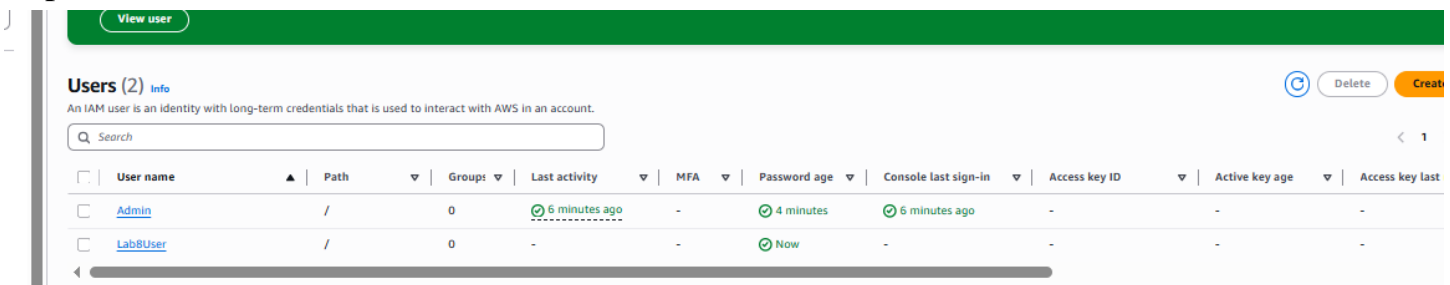 View user
Users (2) Info
An IAM user is an identity with long-term credentials that is used to interact with AWS in an account.
Delete
Search
1
User name Path Groups Last activity MFA Password age Console last sign-in Access key ID Active key age Access key last
Admin / 0 6 minutes ago - 4 minutes 6 minutes ago - - -
Lab8User / 0 - - Now - - - -